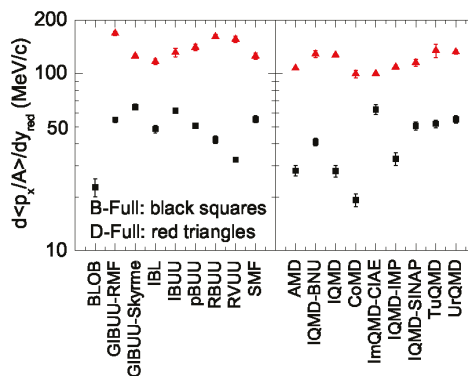 d<p_x/A>/dy_red (MeV/c)
200
100
50
10
B-Full: black squares
D-Full: red triangles
BLOB
GIBUU-RMF
GIBUU-Skyrme
IBL
IBUU
pBUU
RBUU
RVUU
SMF
AMD
IQMD-BNU
IQMD
CoMD
ImQMD-CIAE
IQMD-IMP
IQMD-SINAP
TuQMD
UrQMD